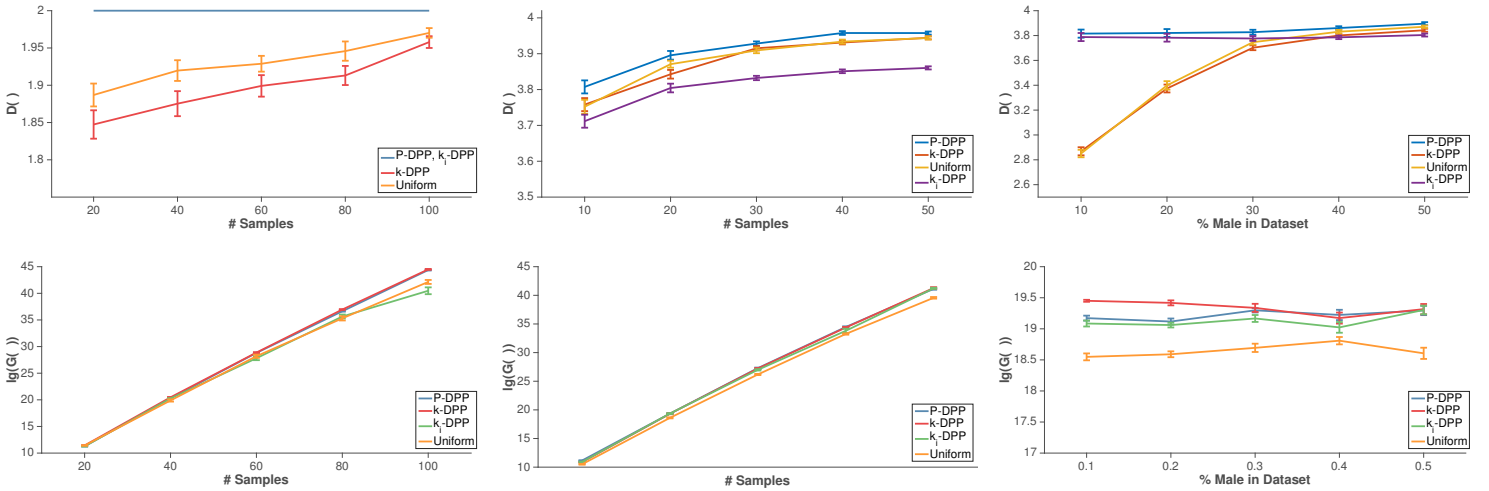 2
1.95
1.9
1.85
1.8
D( )
20 40 60 80 100
# Samples
P-DPP, k_i-DPP
k-DPP
Uniform
4
3.9
3.8
3.7
3.6
3.5
D( )
10 20 30 40 50
# Samples
P-DPP
k-DPP
Uniform
k_i-DPP
4
3.8
3.6
3.4
3.2
3
2.8
2.6
D( )
10 20 30 40 50
% Male in Dataset
P-DPP
k-DPP
Uniform
k_i-DPP
45
40
35
30
25
20
15
10
lg(G( ))
20 40 60 80 100
# Samples
P-DPP
k-DPP
k_i-DPP
Uniform
45
40
35
30
25
20
15
10
lg(G( ))
# Samples
P-DPP
k-DPP
k_i-DPP
Uniform
20
19.5
19
18.5
18
17.5
17
lg(G( ))
0.1 0.2 0.3 0.4 0.5
% Male in Dataset
P-DPP
k-DPP
k_i-DPP
Uniform